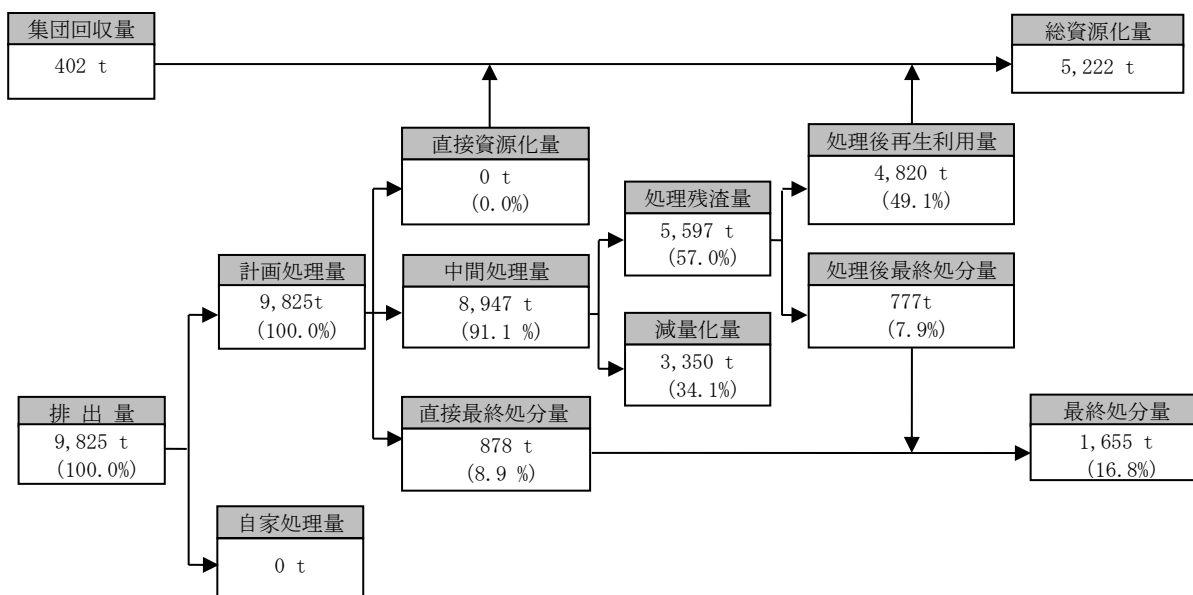 集団回収量
402 t
総資源化量
5,222 t
直接資源化量
0 t
(0.0%)
処理後再生利用量
4,820 t
(49.1%)
処理残渣量
5,597 t
(57.0%)
計画処理量
9,825t
(100.0%)
中間処理量
8,947 t
(91.1 %)
処理後最終処分量
777t
(7.9%)
減量化量
3,350 t
(34.1%)
排 出 量
9,825 t
(100.0%)
直接最終処分量
878 t
(8.9 %)
最終処分量
1,655 t
(16.8%)
自家処理量
0 t